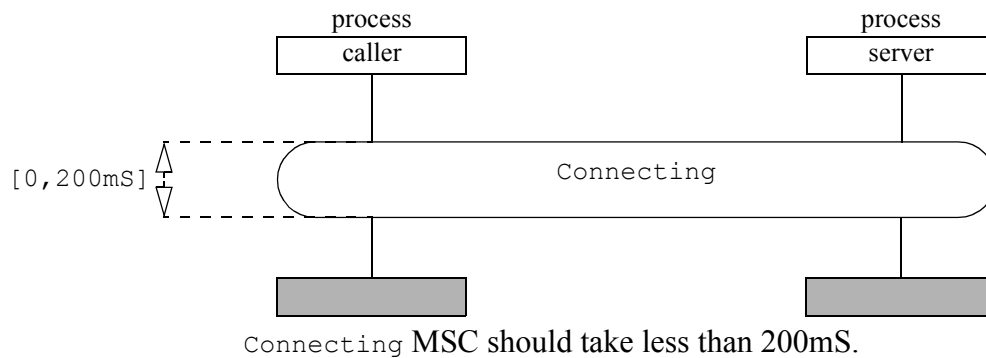 process process
caller server
Connecting
[0,200mS]
Connecting MSC should take less than 200mS.